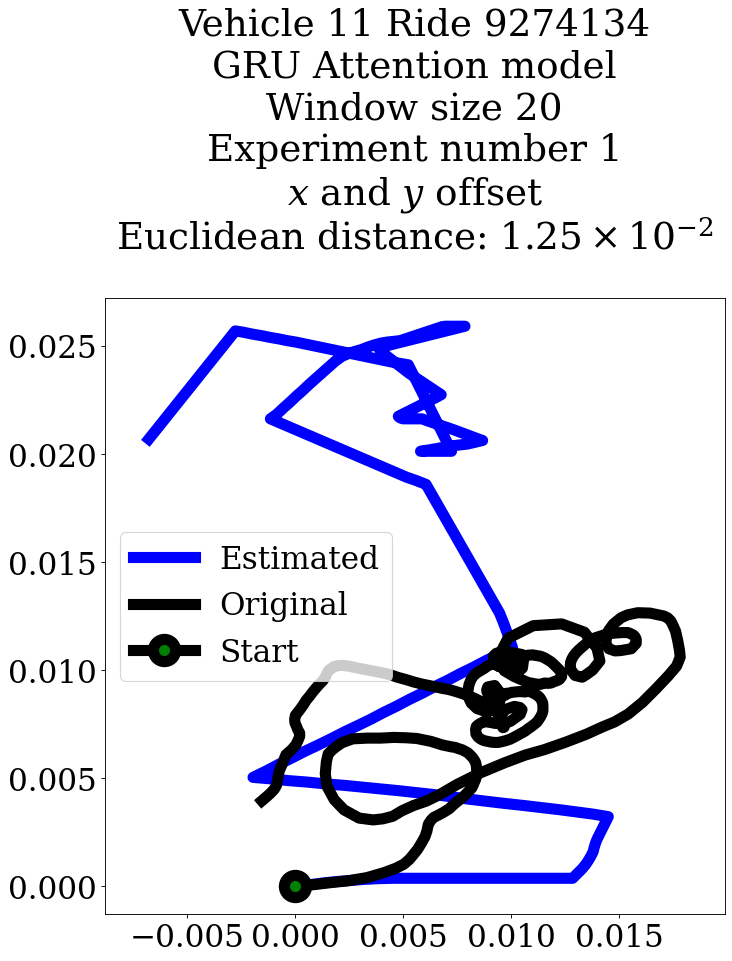 Vehicle 11 Ride 9274134
GRU Attention model
Window size 20
Experiment number 1
x and y offset
Euclidean distance: 1.25 × 10⁻²
0.025
0.020
0.015
0.010
0.005
0.000
Estimated
Original
Start
−0.005 0.000 0.005 0.010 0.015